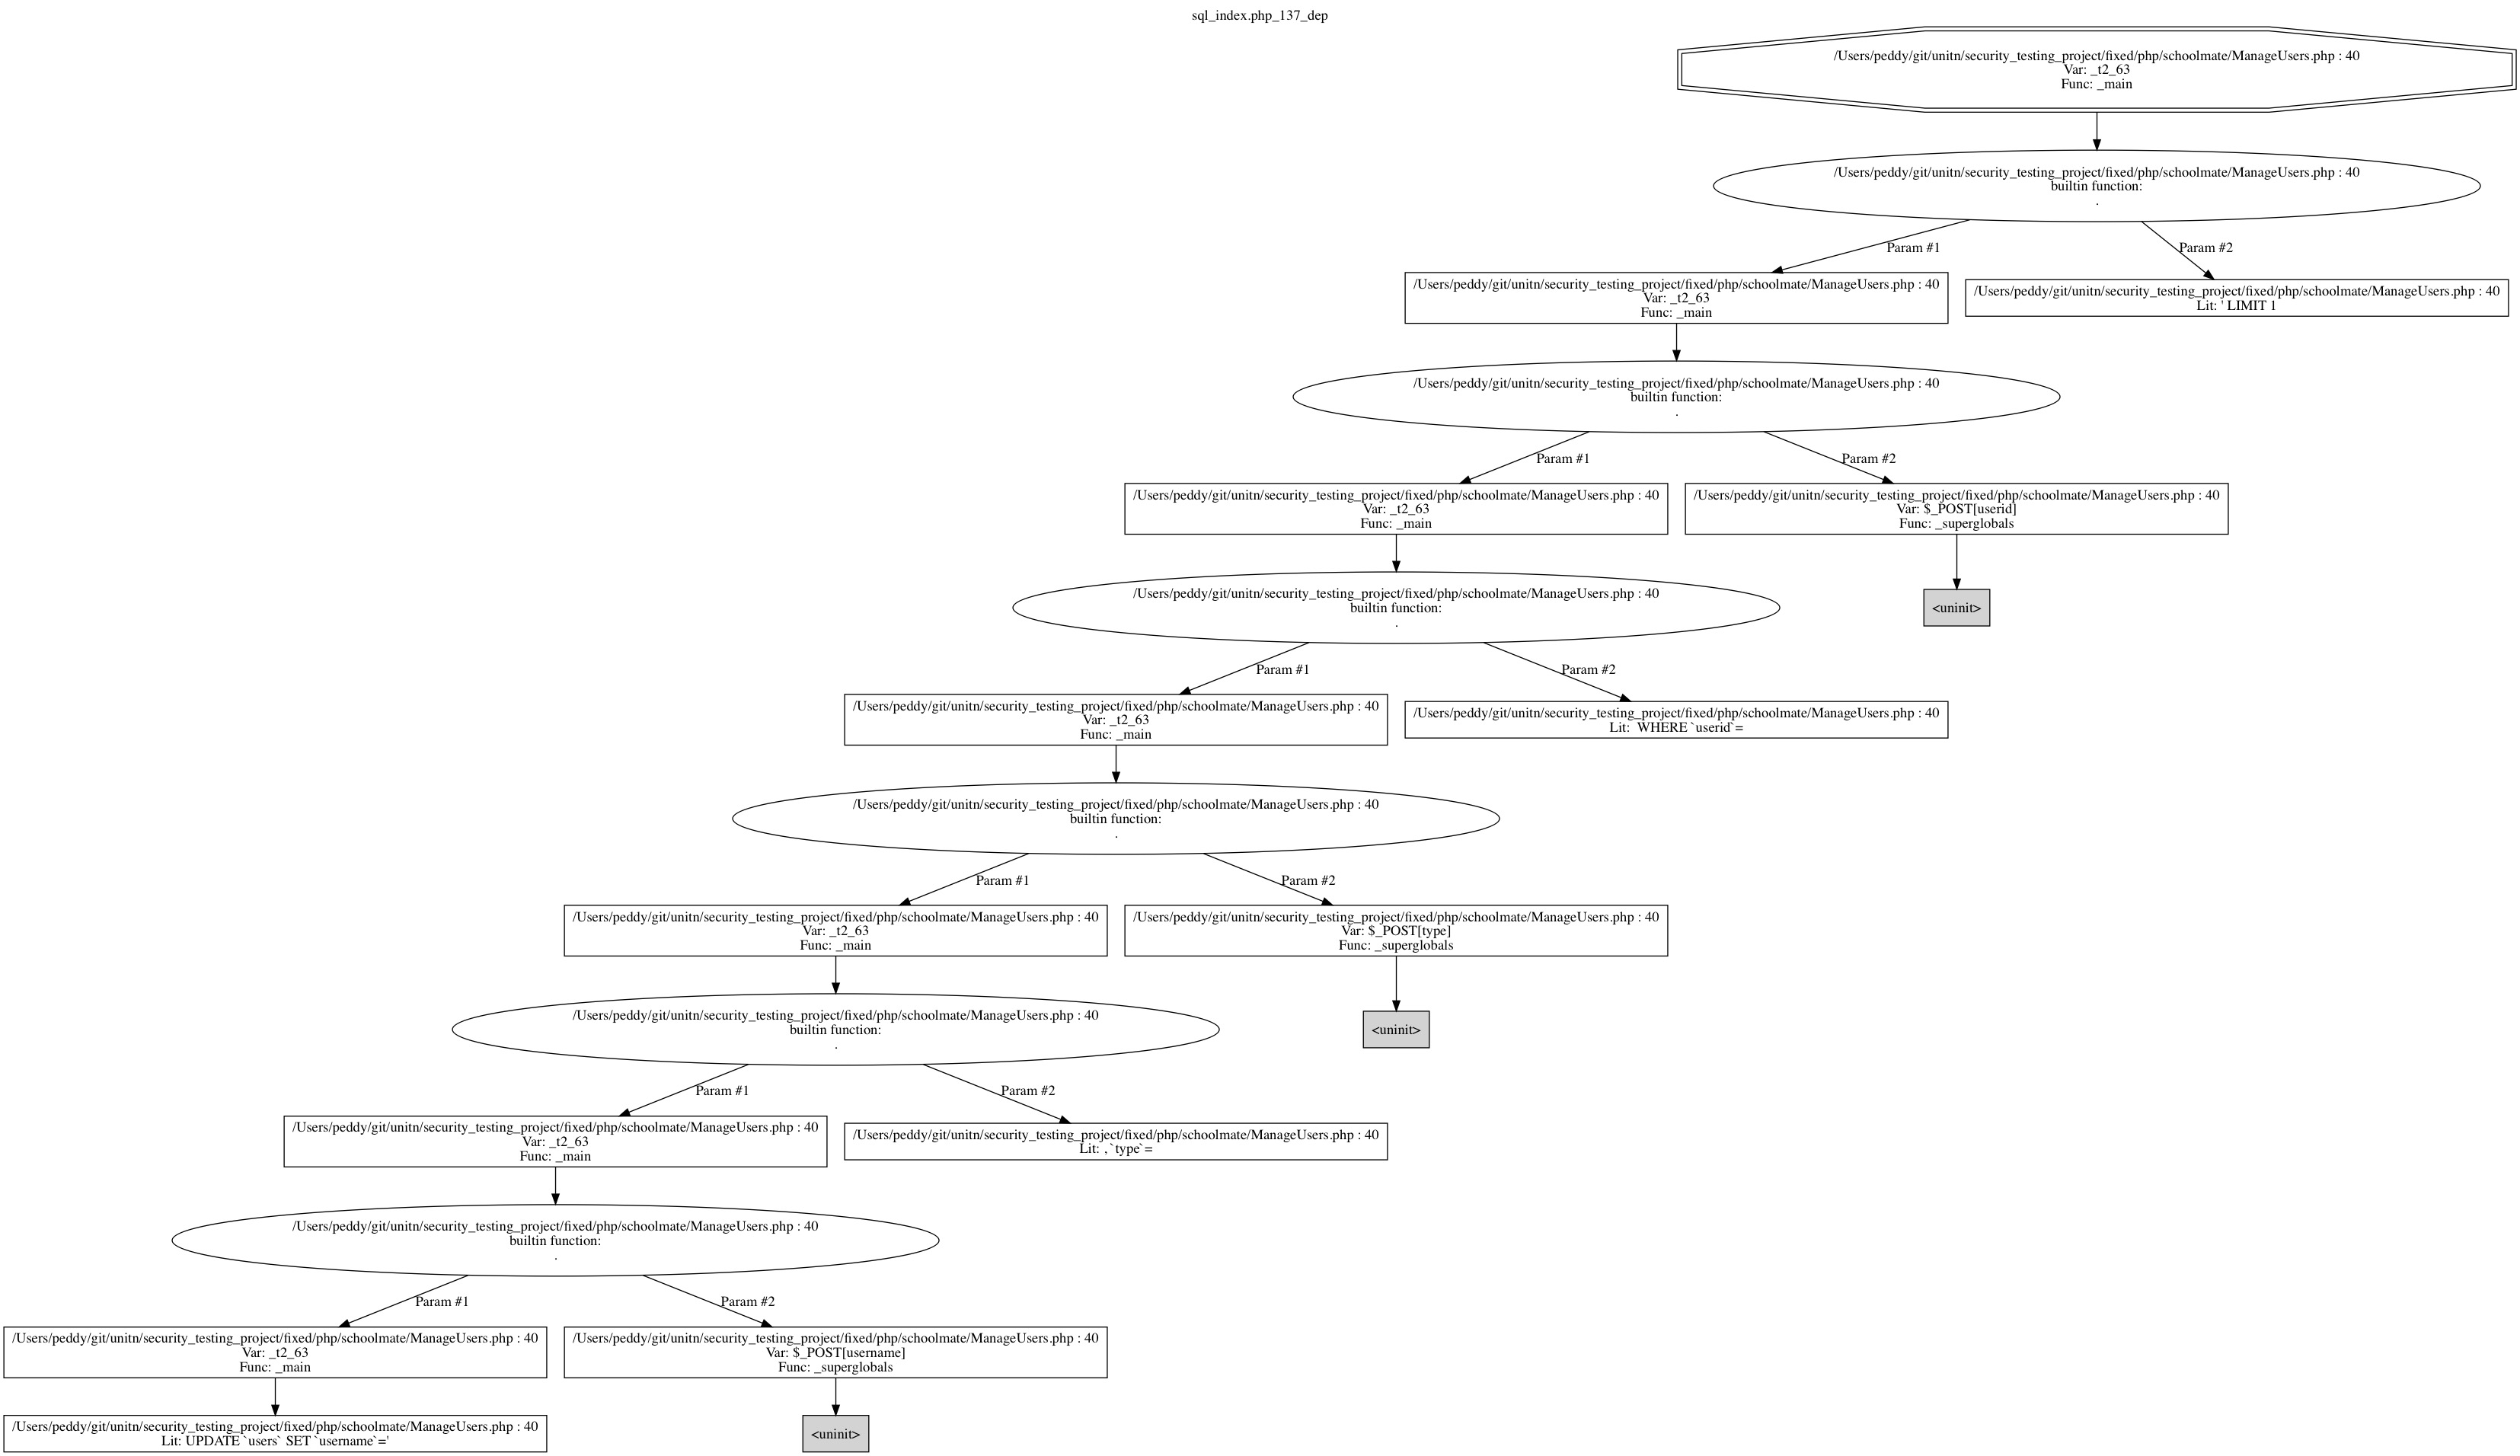 sql_index.php_137_dep
/Users/peddy/git/unitn/security_testing_project/fixed/php/schoolmate/ManageUsers.php : 40
Var: _t2_63
Func: _main
/Users/peddy/git/unitn/security_testing_project/fixed/php/schoolmate/ManageUsers.php : 40
builtin function:
.
Param #1
Param #2
/Users/peddy/git/unitn/security_testing_project/fixed/php/schoolmate/ManageUsers.php : 40
Var: _t2_63
Func: _main
/Users/peddy/git/unitn/security_testing_project/fixed/php/schoolmate/ManageUsers.php : 40
Lit: ' LIMIT 1
/Users/peddy/git/unitn/security_testing_project/fixed/php/schoolmate/ManageUsers.php : 40
builtin function:
.
Param #1
Param #2
/Users/peddy/git/unitn/security_testing_project/fixed/php/schoolmate/ManageUsers.php : 40
Var: _t2_63
Func: _main
/Users/peddy/git/unitn/security_testing_project/fixed/php/schoolmate/ManageUsers.php : 40
Var: $_POST[userid]
Func: _superglobals
/Users/peddy/git/unitn/security_testing_project/fixed/php/schoolmate/ManageUsers.php : 40
builtin function:
.
<uninit>
Param #1
Param #2
/Users/peddy/git/unitn/security_testing_project/fixed/php/schoolmate/ManageUsers.php : 40
Var: _t2_63
Func: _main
/Users/peddy/git/unitn/security_testing_project/fixed/php/schoolmate/ManageUsers.php : 40
Lit:  WHERE `userid`=
/Users/peddy/git/unitn/security_testing_project/fixed/php/schoolmate/ManageUsers.php : 40
builtin function:
.
Param #1
Param #2
/Users/peddy/git/unitn/security_testing_project/fixed/php/schoolmate/ManageUsers.php : 40
Var: _t2_63
Func: _main
/Users/peddy/git/unitn/security_testing_project/fixed/php/schoolmate/ManageUsers.php : 40
Var: $_POST[type]
Func: _superglobals
/Users/peddy/git/unitn/security_testing_project/fixed/php/schoolmate/ManageUsers.php : 40
builtin function:
.
<uninit>
Param #1
Param #2
/Users/peddy/git/unitn/security_testing_project/fixed/php/schoolmate/ManageUsers.php : 40
Var: _t2_63
Func: _main
/Users/peddy/git/unitn/security_testing_project/fixed/php/schoolmate/ManageUsers.php : 40
Lit: , `type`=
/Users/peddy/git/unitn/security_testing_project/fixed/php/schoolmate/ManageUsers.php : 40
builtin function:
.
Param #1
Param #2
/Users/peddy/git/unitn/security_testing_project/fixed/php/schoolmate/ManageUsers.php : 40
Var: _t2_63
Func: _main
/Users/peddy/git/unitn/security_testing_project/fixed/php/schoolmate/ManageUsers.php : 40
Var: $_POST[username]
Func: _superglobals
/Users/peddy/git/unitn/security_testing_project/fixed/php/schoolmate/ManageUsers.php : 40
Lit: UPDATE `users` SET `username`='
<uninit>